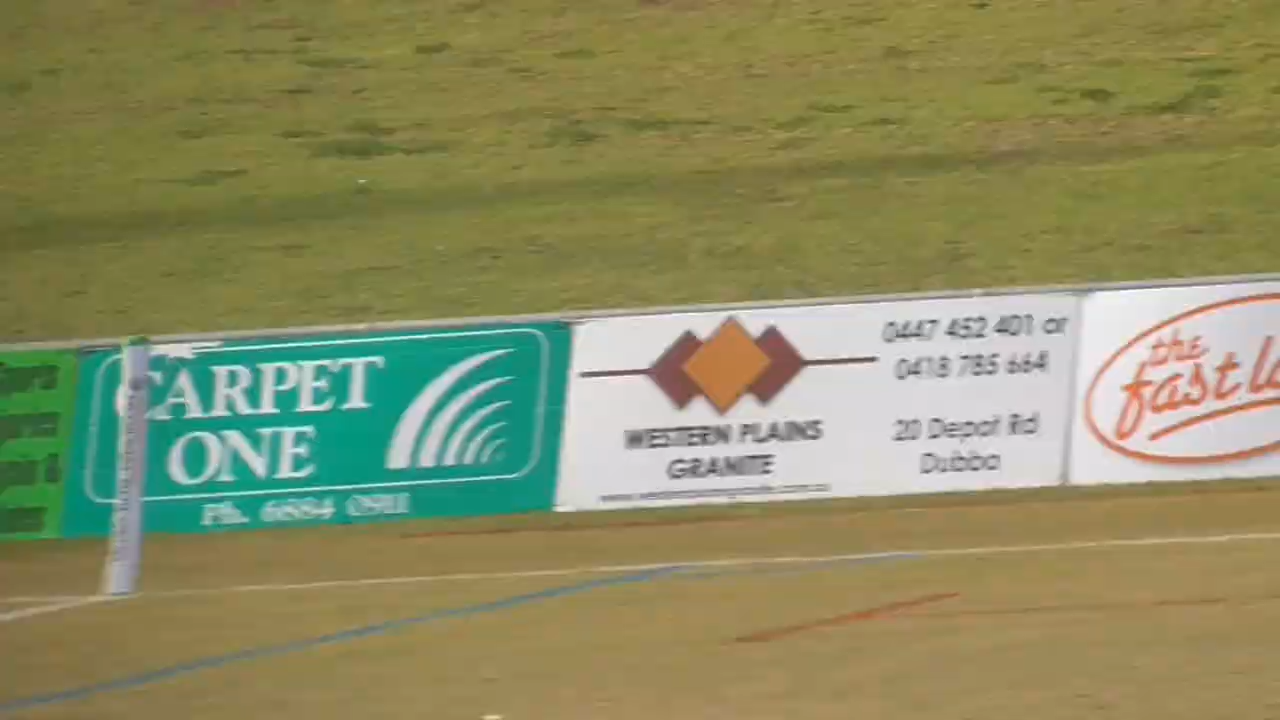 CARPET
ONE
Ph. 6884 0911
WESTERN PLAINS
GRANITE
0447 452 401 or
0418 785 664
20 Depot Rd
Dubbo
the
fast